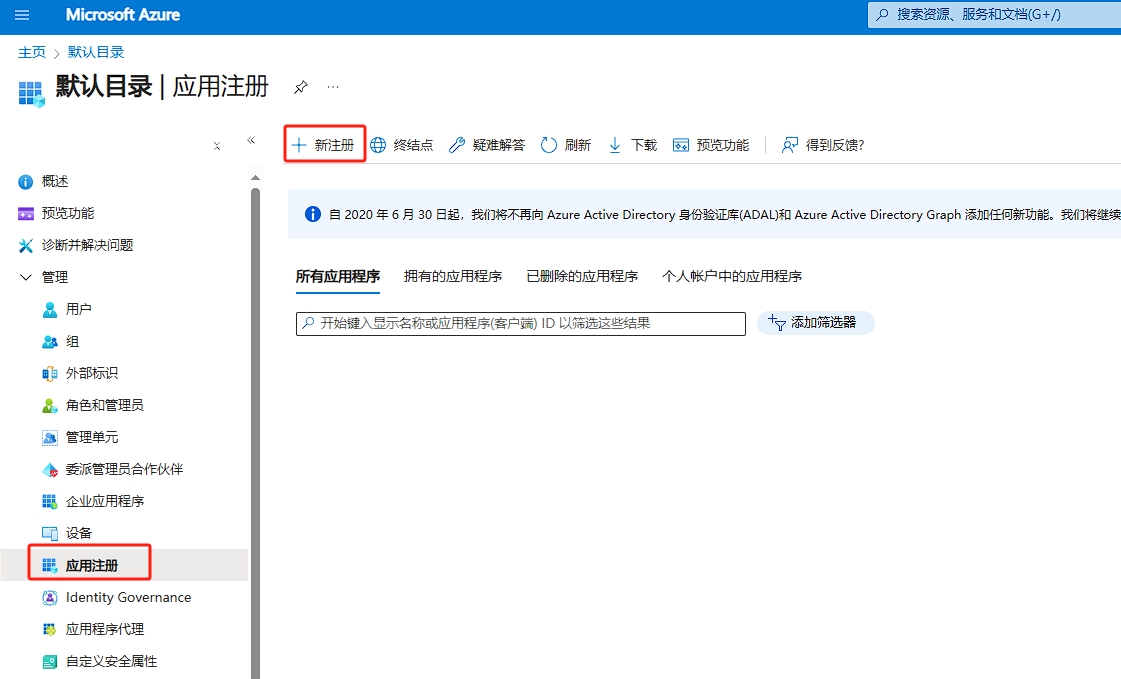 Microsoft Azure
搜索资源、服务和文档(G+/)
主页 > 默认目录
默认目录 | 应用注册
新注册 终结点 疑难解答 刷新 下载 预览功能 得到反馈?
概述
预览功能
诊断并解决问题
管理
用户
组
外部标识
角色和管理员
管理单元
委派管理员合作伙伴
企业应用程序
设备
应用注册
Identity Governance
应用程序代理
自定义安全属性
自 2020 年 6 月 30 日起，我们将不再向 Azure Active Directory 身份验证库(ADAL)和 Azure Active Directory Graph 添加任何新功能。我们将继续
所有应用程序 拥有的应用程序 已删除的应用程序 个人帐户中的应用程序
开始键入显示名称或应用程序(客户端) ID 以筛选这些结果
添加筛选器